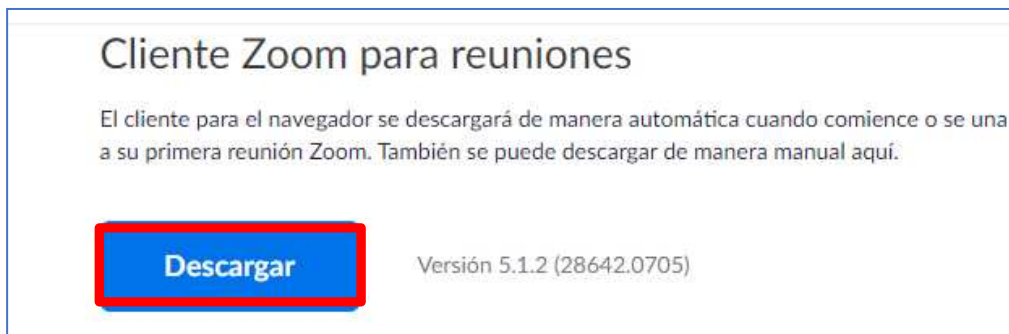 Cliente Zoom para reuniones
El cliente para el navegador se descargará de manera automática cuando comience o se una
a su primera reunión Zoom. También se puede descargar de manera manual aquí.
Descargar
Versión 5.1.2 (28642.0705)